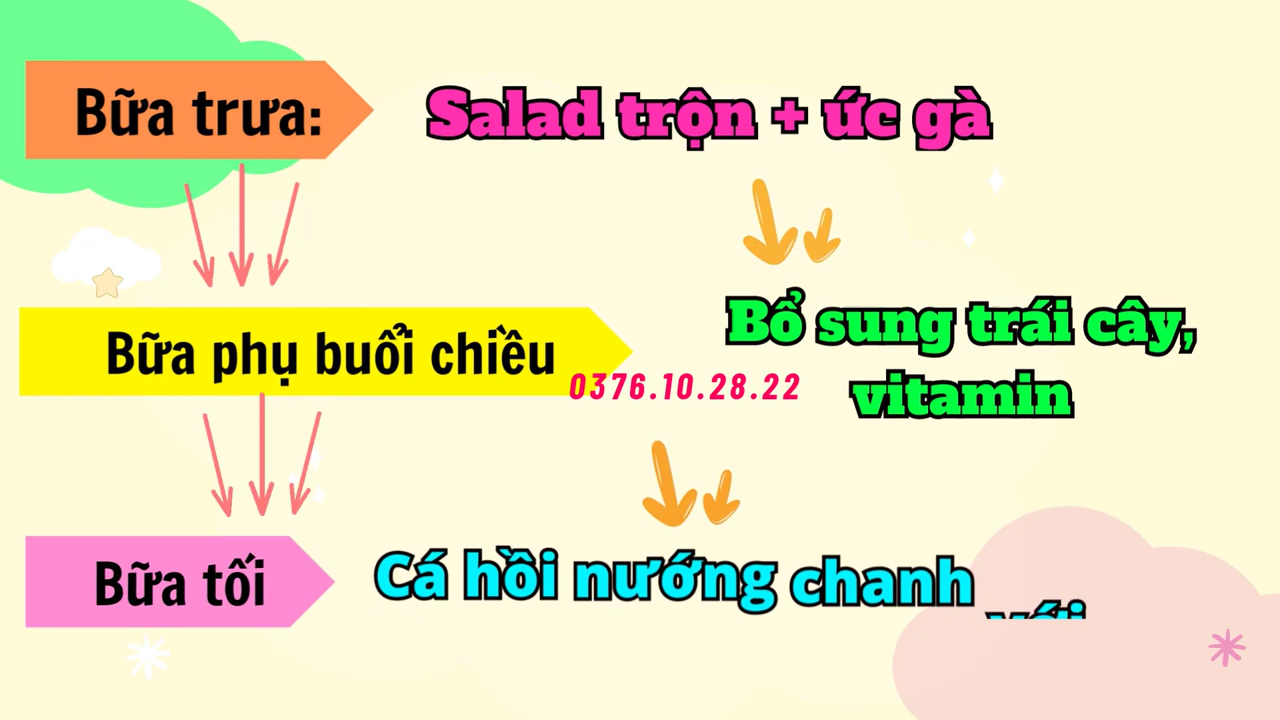 Bữa trưa:
Salad trộn + ức gà
Bữa phụ buổi chiều
Bổ sung trái cây,
vitamin
0376.10.28.22
Bữa tối
Cá hồi nướng chanh